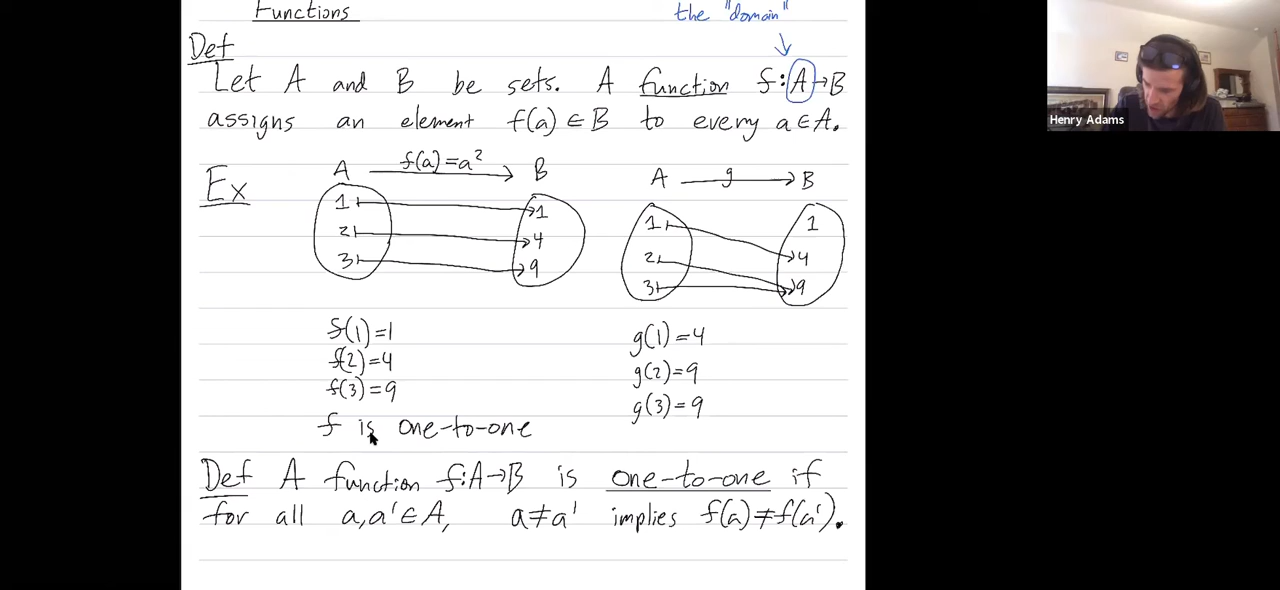 Functions
the "domain"
Def
Let A and B be sets. A function f:A→B
assigns an element f(a)∈B to every a∈A.
Ex
A f(a)=a² B
1 1
2 4
3 9
A g B
1 1
2 4
3 9
f(1)=1
f(2)=4
f(3)=9
f is one-to-one
g(1)=4
g(2)=9
g(3)=9
Def A function f:A→B is one-to-one if
for all a,a'∈A, a≠a' implies f(a)≠f(a').
Henry Adams